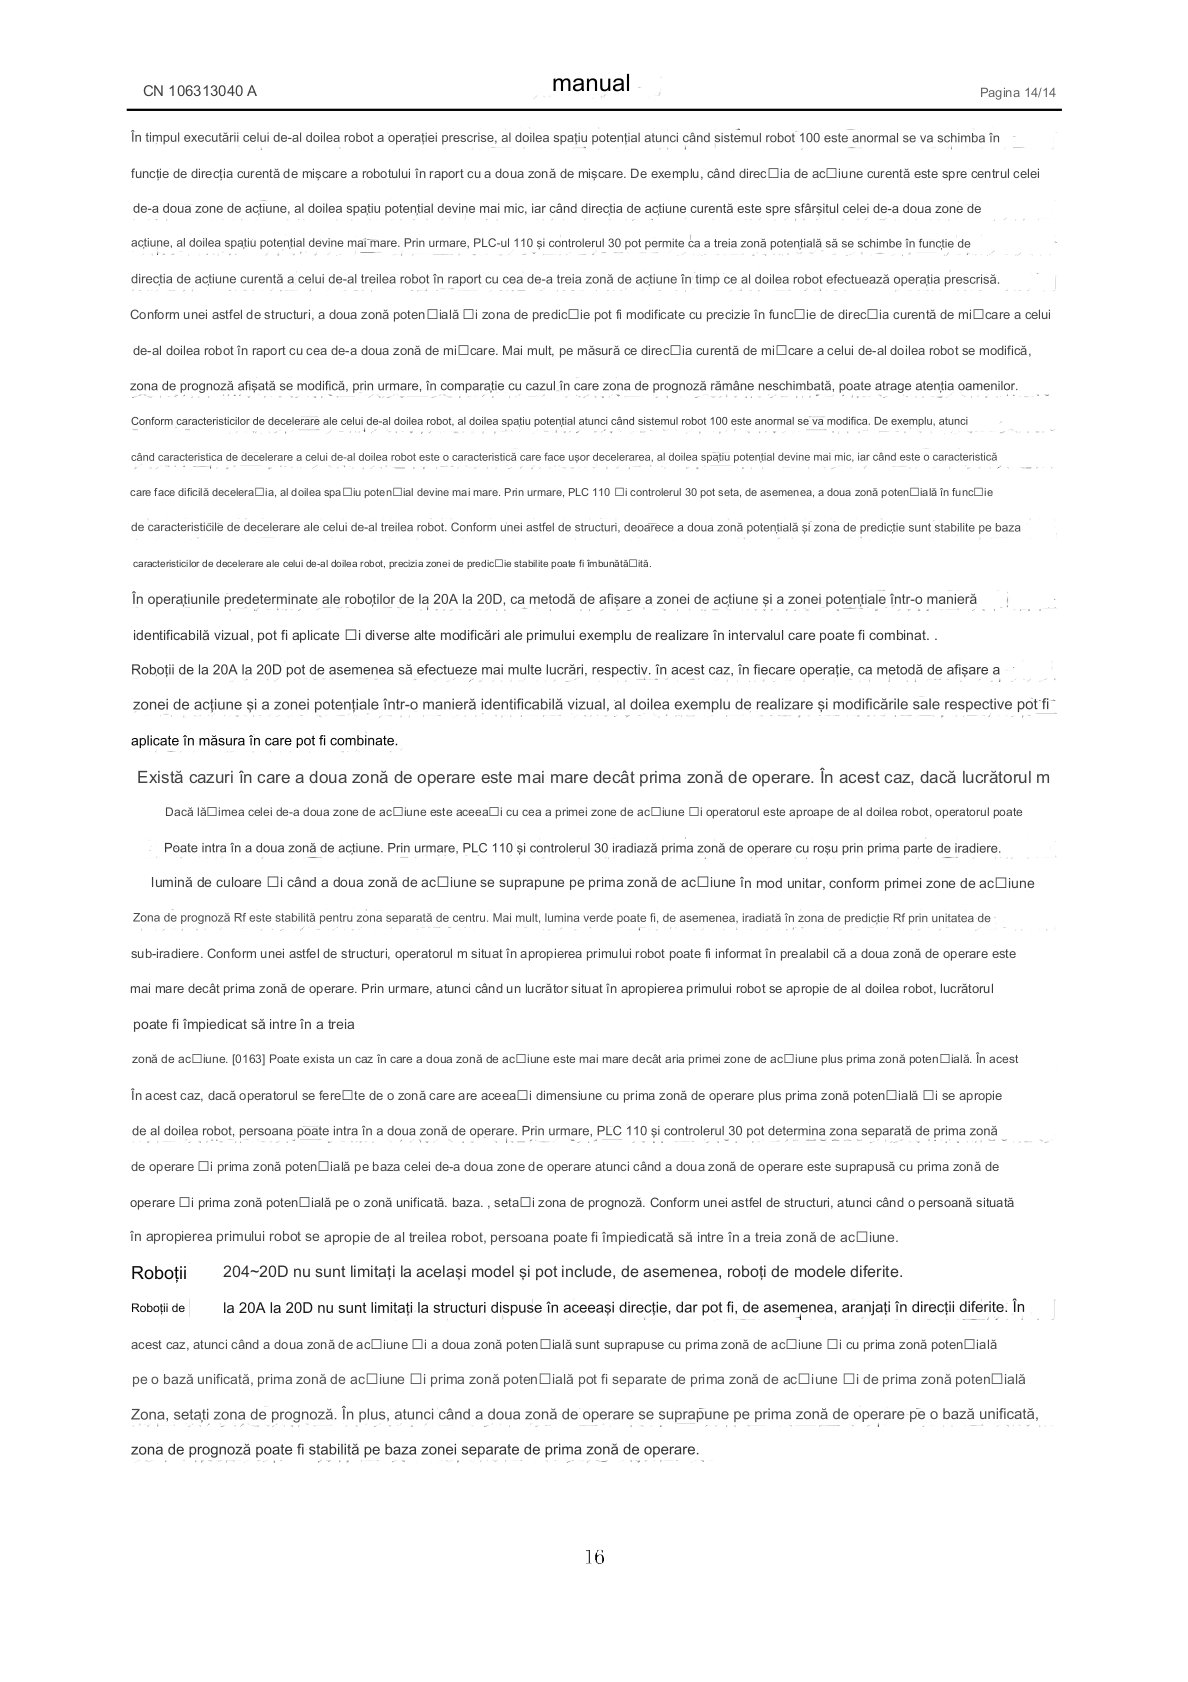 CN 106313040 A
manual
Pagina 14/14
În timpul executării celui de-al doilea robot a operației prescrise, al doilea spațiu potențial atunci când sistemul robot 100 este anormal se va schimba în
funcție de direcția curentă de mișcare a robotului în raport cu a doua zonă de mișcare. De exemplu, când direc□ia de ac□iune curentă este spre centrul celei
de-a doua zone de acțiune, al doilea spațiu potențial devine mai mic, iar când direcția de acțiune curentă este spre sfârșitul celei de-a doua zone de
acțiune, al doilea spațiu potențial devine mai mare. Prin urmare, PLC-ul 110 și controlerul 30 pot permite ca a treia zonă potențială să se schimbe în funcție de
direcția de acțiune curentă a celui de-al treilea robot în raport cu cea de-a treia zonă de acțiune în timp ce al doilea robot efectuează operația prescrisă.
Conform unei astfel de structuri, a doua zonă poten□ială □i zona de predic□ie pot fi modificate cu precizie în func□ie de direc□ia curentă de mi□care a celui
de-al doilea robot în raport cu cea de-a doua zonă de mi□care. Mai mult, pe măsură ce direc□ia curentă de mi□care a celui de-al doilea robot se modifică,
zona de prognoză afișată se modifică, prin urmare, în comparație cu cazul în care zona de prognoză rămâne neschimbată, poate atrage atenția oamenilor.
Conform caracteristicilor de decelerare ale celui de-al doilea robot, al doilea spațiu potențial atunci când sistemul robot 100 este anormal se va modifica. De exemplu, atunci
când caracteristica de decelerare a celui de-al doilea robot este o caracteristică care face ușor decelerarea, al doilea spațiu potențial devine mai mic, iar când este o caracteristică
care face dificilă decelera□ia, al doilea spa□iu poten□ial devine mai mare. Prin urmare, PLC 110 □i controlerul 30 pot seta, de asemenea, a doua zonă poten□ială în func□ie
de caracteristicile de decelerare ale celui de-al treilea robot. Conform unei astfel de structuri, deoarece a doua zonă potențială și zona de predicție sunt stabilite pe baza
caracteristicilor de decelerare ale celui de-al doilea robot, precizia zonei de predic□ie stabilite poate fi îmbunătă□ită.
În operațiunile predeterminate ale roboților de la 20A la 20D, ca metodă de afișare a zonei de acțiune și a zonei potențiale într-o manieră
identificabilă vizual, pot fi aplicate □i diverse alte modificări ale primului exemplu de realizare în intervalul care poate fi combinat. .
Roboții de la 20A la 20D pot de asemenea să efectueze mai multe lucrări, respectiv. în acest caz, în fiecare operație, ca metodă de afișare a
zonei de acțiune și a zonei potențiale într-o manieră identificabilă vizual, al doilea exemplu de realizare și modificările sale respective pot fi
aplicate în măsura în care pot fi combinate.
Există cazuri în care a doua zonă de operare este mai mare decât prima zonă de operare. În acest caz, dacă lucrătorul m
Dacă lă□imea celei de-a doua zone de ac□iune este aceea□i cu cea a primei zone de ac□iune □i operatorul este aproape de al doilea robot, operatorul poate
Poate intra în a doua zonă de acțiune. Prin urmare, PLC 110 și controlerul 30 iradiază prima zonă de operare cu roșu prin prima parte de iradiere.
lumină de culoare □i când a doua zonă de ac□iune se suprapune pe prima zonă de ac□iune în mod unitar, conform primei zone de ac□iune
Zona de prognoză Rf este stabilită pentru zona separată de centru. Mai mult, lumina verde poate fi, de asemenea, iradiată în zona de predicție Rf prin unitatea de
sub-iradiere. Conform unei astfel de structuri, operatorul m situat în apropierea primului robot poate fi informat în prealabil că a doua zonă de operare este
mai mare decât prima zonă de operare. Prin urmare, atunci când un lucrător situat în apropierea primului robot se apropie de al doilea robot, lucrătorul
poate fi împiedicat să intre în a treia
zonă de ac□iune. [0163] Poate exista un caz în care a doua zonă de ac□iune este mai mare decât aria primei zone de ac□iune plus prima zonă poten□ială. În acest
În acest caz, dacă operatorul se fere□te de o zonă care are aceea□i dimensiune cu prima zonă de operare plus prima zonă poten□ială □i se apropie
de al doilea robot, persoana poate intra în a doua zonă de operare. Prin urmare, PLC 110 și controlerul 30 pot determina zona separată de prima zonă
de operare □i prima zonă poten□ială pe baza celei de-a doua zone de operare atunci când a doua zonă de operare este suprapusă cu prima zonă de
operare □i prima zonă poten□ială pe o zonă unificată. baza. , seta□i zona de prognoză. Conform unei astfel de structuri, atunci când o persoană situată
în apropierea primului robot se apropie de al treilea robot, persoana poate fi împiedicată să intre în a treia zonă de ac□iune.
Roboții 204~20D nu sunt limitați la același model și pot include, de asemenea, roboți de modele diferite.
Roboții de la 20A la 20D nu sunt limitați la structuri dispuse în aceeași direcție, dar pot fi, de asemenea, aranjați în direcții diferite. În
acest caz, atunci când a doua zonă de ac□iune □i a doua zonă poten□ială sunt suprapuse cu prima zonă de ac□iune □i cu prima zonă poten□ială
pe o bază unificată, prima zonă de ac□iune □i prima zonă poten□ială pot fi separate de prima zonă de ac□iune □i de prima zonă poten□ială
Zona, setați zona de prognoză. În plus, atunci când a doua zonă de operare se suprapune pe prima zonă de operare pe o bază unificată,
zona de prognoză poate fi stabilită pe baza zonei separate de prima zonă de operare.
16